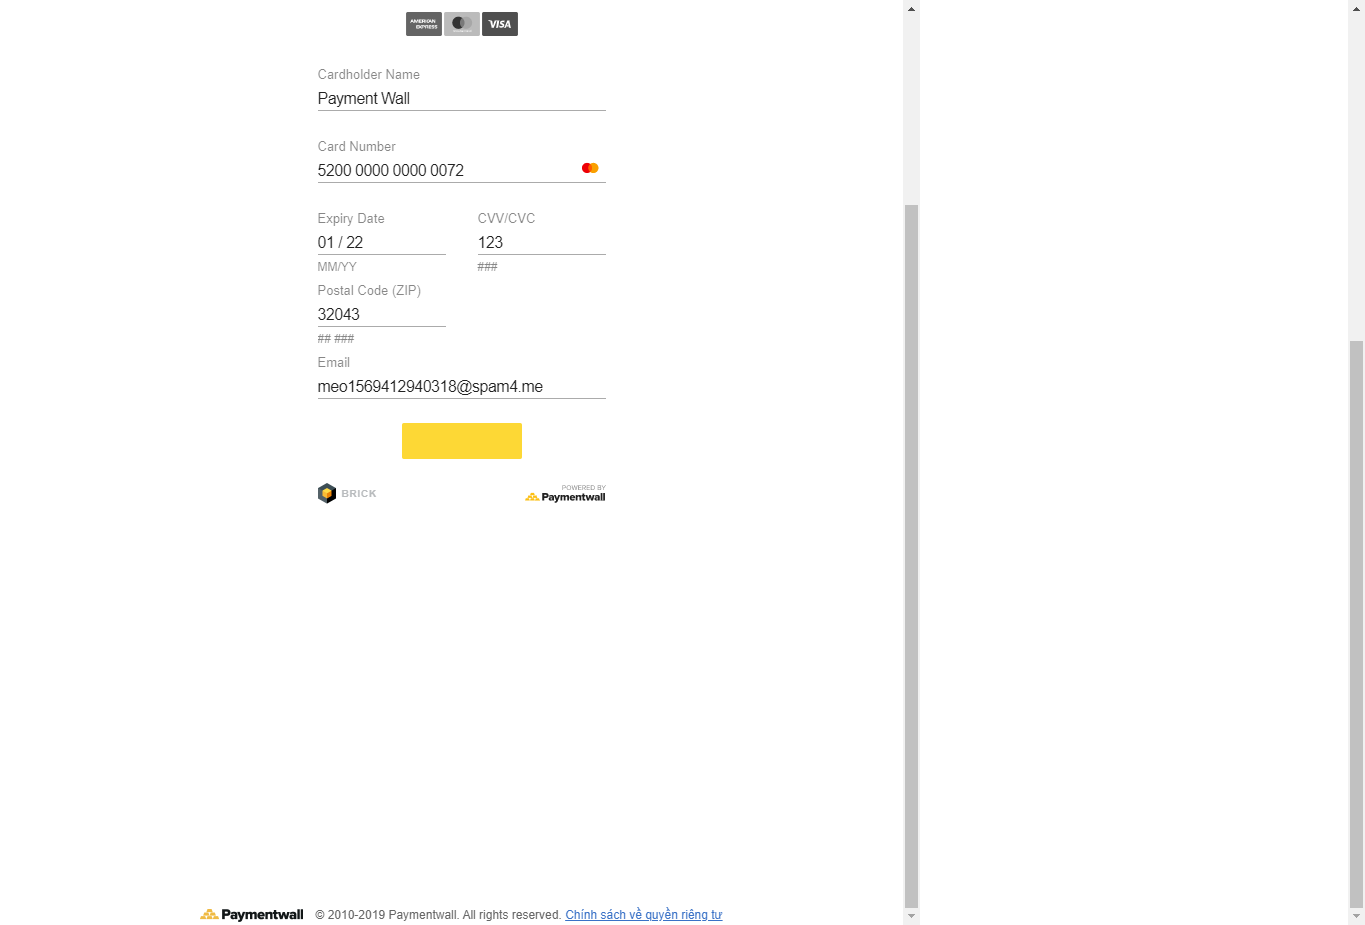 AMERICAN
EXPRESS
VISA
Cardholder Name
Payment Wall
Card Number
5200 0000 0000 0072
Expiry Date CVV/CVC
01 / 22 123
MM/YY ###
Postal Code (ZIP)
32043
## ###
Email
meo1569412940318@spam4.me
BRICK
POWERED BY
Paymentwall
Paymentwall © 2010-2019 Paymentwall. All rights reserved. Chính sách về quyền riêng tư